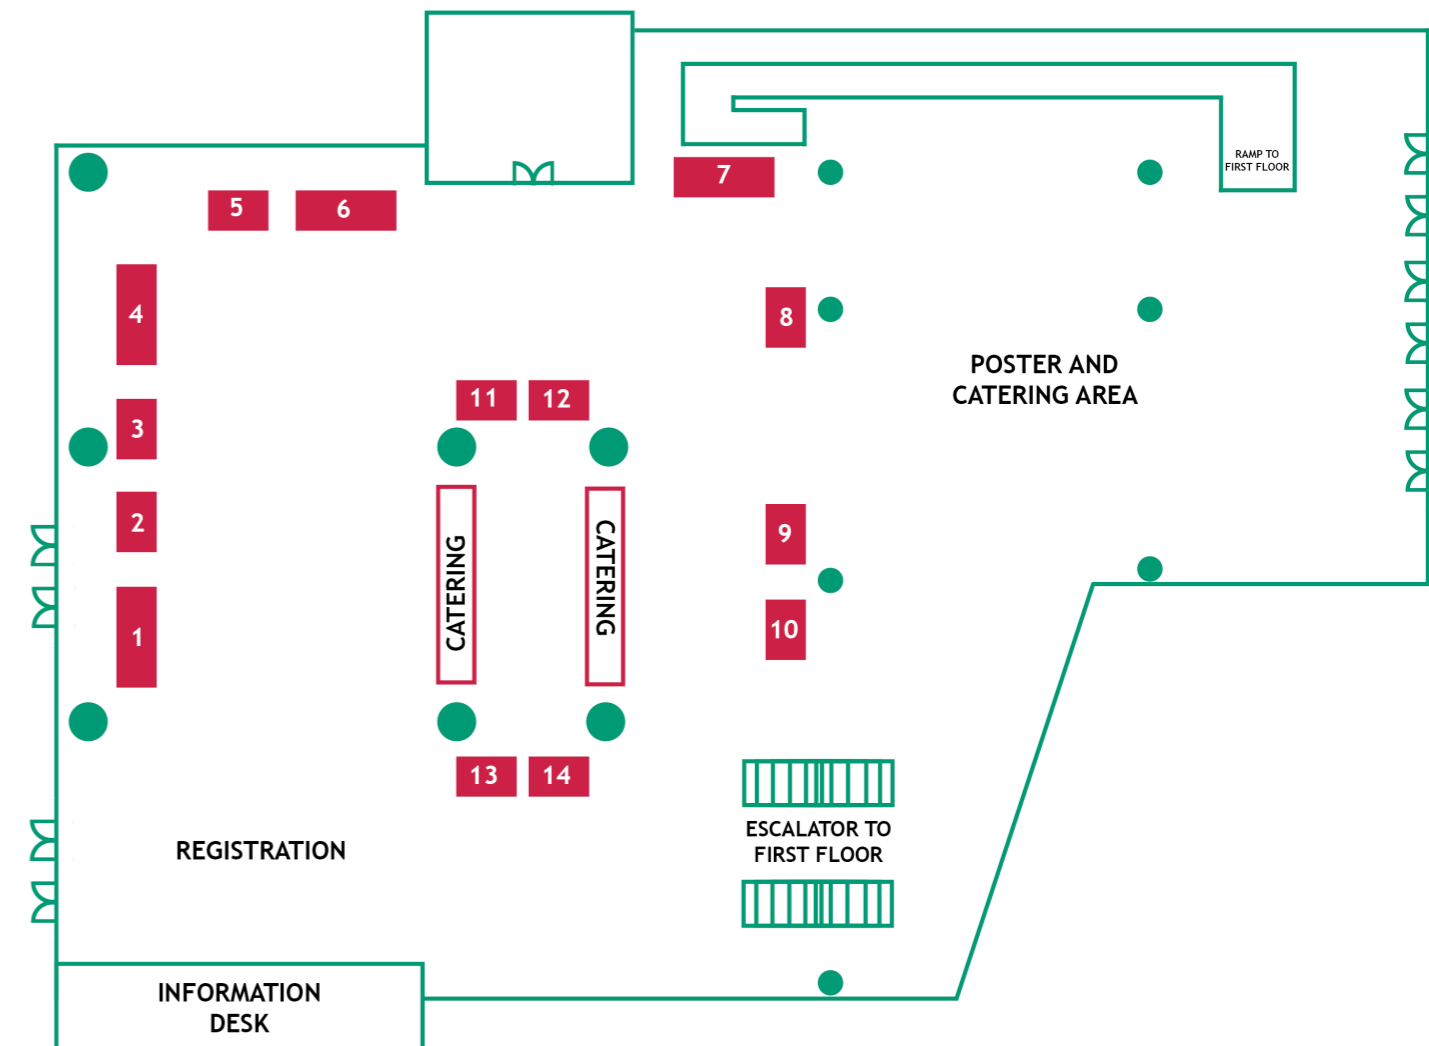 RAMP TO
FIRST FLOOR
7
5
6
4
8
POSTER AND
CATERING AREA
11
12
3
2
9
CATERING
CATERING
1
10
13
14
ESCALATOR TO
FIRST FLOOR
REGISTRATION
INFORMATION
DESK